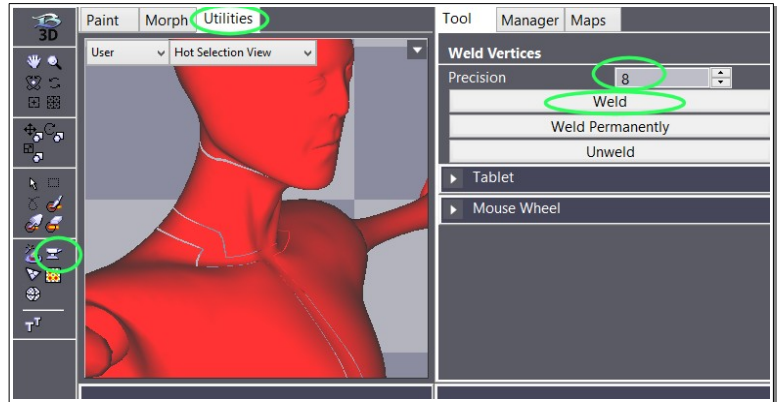 3D
Paint Morph Utilities
User Hot Selection View
Tool Manager Maps
Weld Vertices
Precision 8
Weld
Weld Permanently
Unweld
Tablet
Mouse Wheel
TT